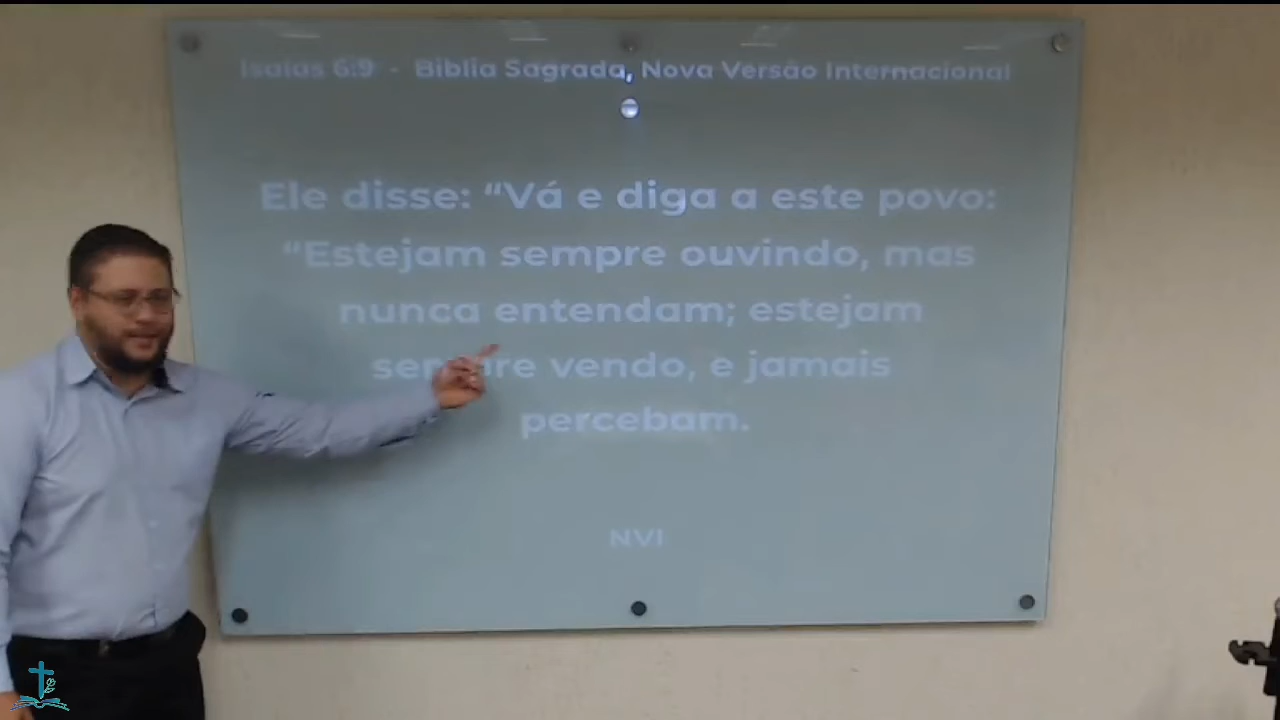 Isaías 6:9 - Bíblia Sagrada, Nova Versão Internacional
Ele disse: “Vá e diga a este povo:
“Estejam sempre ouvindo, mas
nunca entendam; estejam
sempre vendo, e jamais
percebam.
NVI